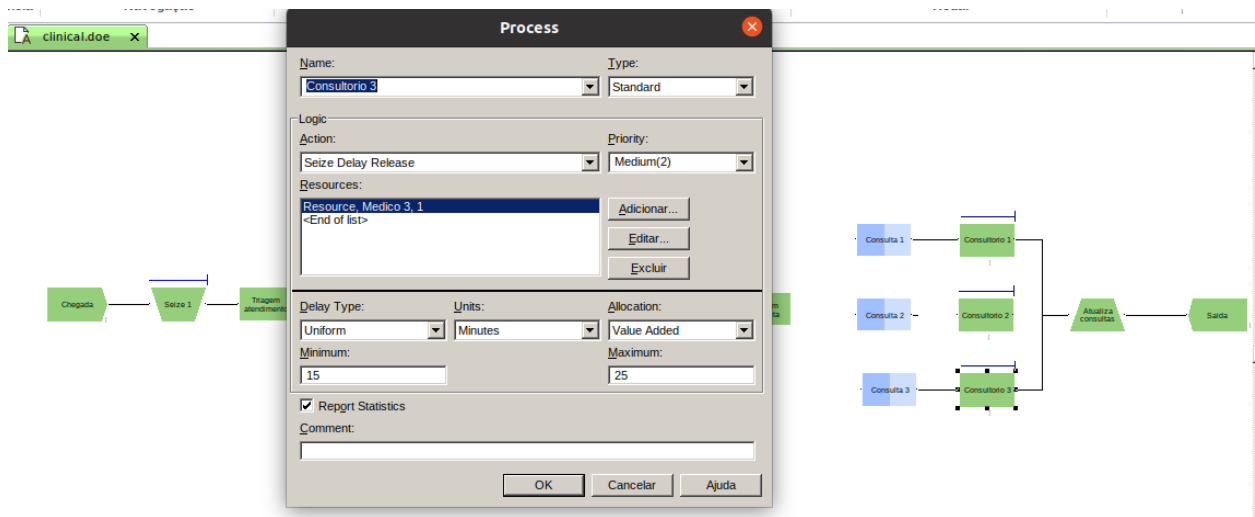 clinical.doe x
Process
Name:
Consultorio 3
Type:
Standard
Logic
Action:
Seize Delay Release
Priority:
Medium(2)
Resources:
Resource, Medico 3, 1
<End of list>
Adicionar...
Editar...
Excluir
Delay Type:
Uniform
Units:
Minutes
Allocation:
Value Added
Minimum:
15
Maximum:
25
Report Statistics
Comment:
OK
Cancelar
Ajuda
Chegada
Seize 1
Triagem
atendimento
Consulta 1
Consultorio 1
Consulta 2
Consultorio 2
Consulta 3
Consultorio 3
Atualiza
consultas
Saida